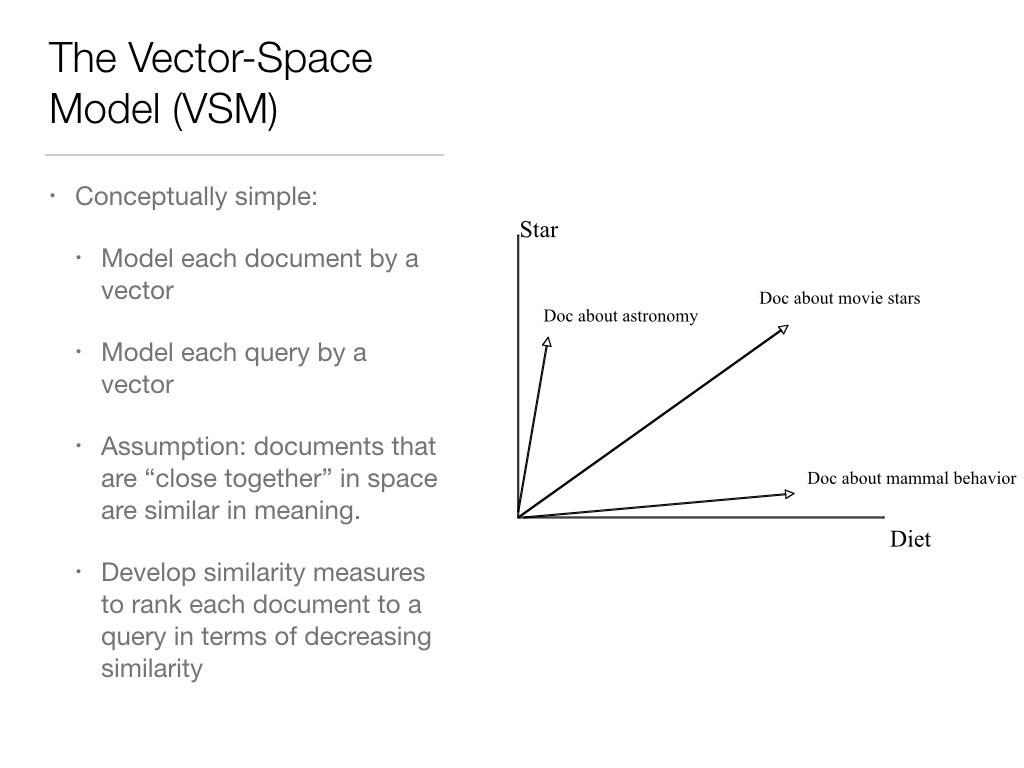 The Vector-Space
Model (VSM)
• Conceptually simple:
• Model each document by a
vector
• Model each query by a
vector
• Assumption: documents that
are “close together” in space
are similar in meaning.
• Develop similarity measures
to rank each document to a
query in terms of decreasing
similarity
Star
Doc about movie stars
Doc about astronomy
Doc about mammal behavior
Diet